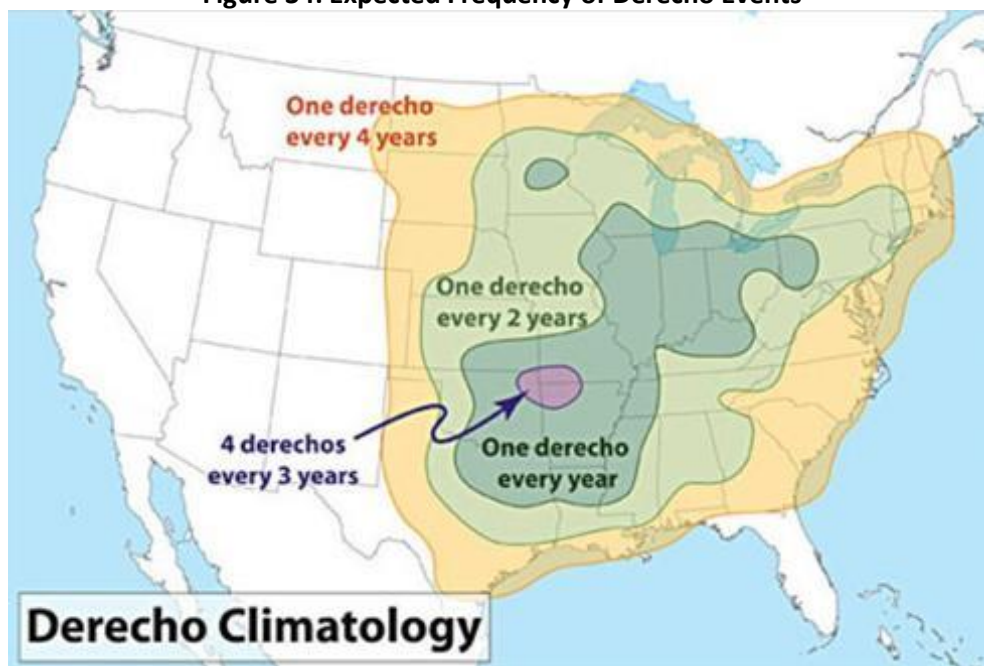 Figure 34: Expected Frequency of Derecho Events
One derecho
every 4 years
One derecho
every 2 years
4 derechos
every 3 years
One derecho
every year
Derecho Climatology